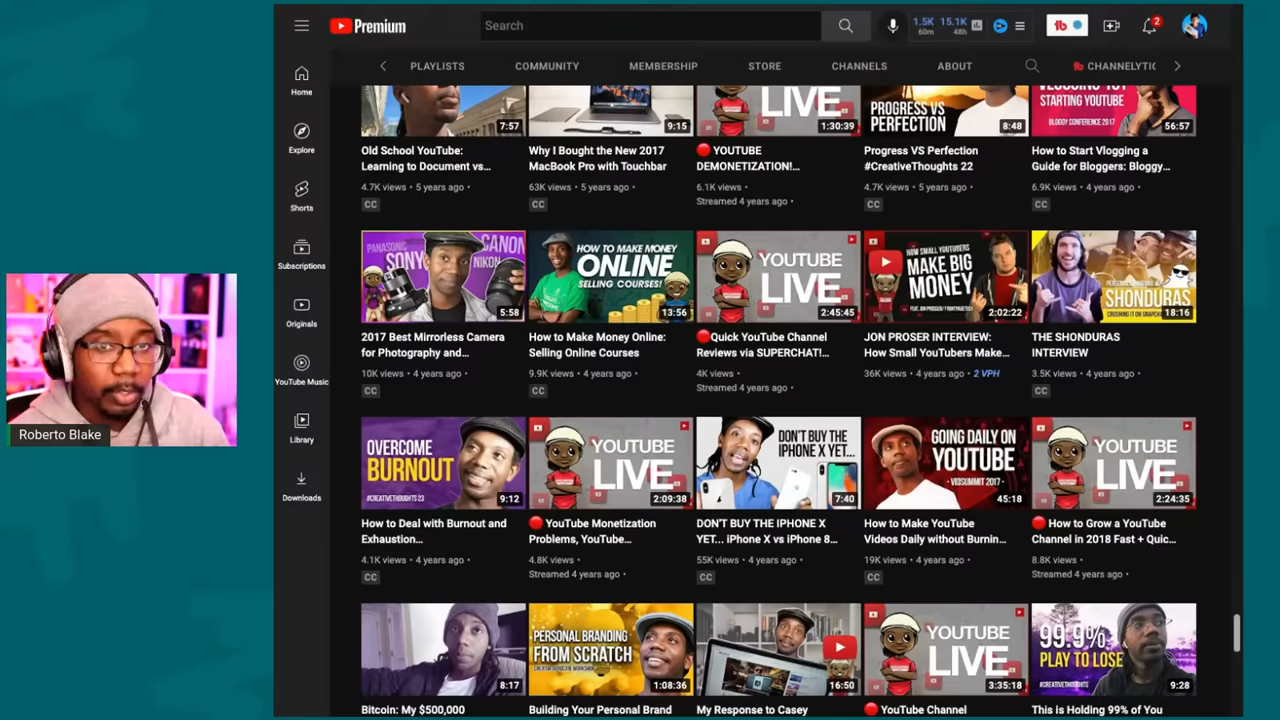 Premium
Search
1.5K 15.1K
60m 48h
2
PLAYLISTS COMMUNITY MEMBERSHIP STORE CHANNELS ABOUT CHANNELYTIC
Home
Explore
Shorts
Subscriptions
Originals
YouTube Music
Library
Downloads
Roberto Blake
7:57
9:15
LIVE
1:30:39
PROGRESS VS
PERFECTION
8:48
VLOGGING 101
STARTING YOUTUBE
BLOGGY CONFERENCE 2017
56:57
Old School YouTube:
Learning to Document vs...
4.7K views • 5 years ago •
CC
Why I Bought the New 2017
MacBook Pro with Touchbar
63K views • 5 years ago •
CC
YOUTUBE
DEMONETIZATION!...
6.1K views •
Streamed 4 years ago •
Progress VS Perfection
#CreativeThoughts 22
4.7K views • 5 years ago •
CC
How to Start Vlogging a
Guide for Bloggers: Bloggy...
6.9K views • 4 years ago •
CC
PANASONIC CANON
SONY NIKON
5:58
HOW TO MAKE MONEY
ONLINE
SELLING COURSES!
13:56
YOUTUBE
LIVE
2:45:45
HOW SMALL YOUTUBERS
MAKE BIG
MONEY
2:02:22
SHONDURAS
18:16
2017 Best Mirrorless Camera
for Photography and...
10K views • 4 years ago •
CC
How to Make Money Online:
Selling Online Courses
9.9K views • 4 years ago •
CC
Quick YouTube Channel
Reviews via SUPERCHAT!...
4K views •
Streamed 4 years ago •
JON PROSER INTERVIEW:
How Small YouTubers Make...
36K views • 4 years ago • 2 VPH
THE SHONDURAS
INTERVIEW
3.5K views • 4 years ago •
CC
OVERCOME
BURNOUT
#CREATIVETHOUGHTS 23
9:12
YOUTUBE
LIVE
2:09:38
DON'T BUY THE
IPHONE X
YET...
7:40
GOING DAILY ON
YOUTUBE
• VIDSUMMIT 2017 •
45:18
YOUTUBE
LIVE
2:24:35
How to Deal with Burnout and
Exhaustion...
4.1K views • 4 years ago •
CC
YouTube Monetization
Problems, YouTube...
4.8K views •
Streamed 4 years ago •
DON'T BUY THE IPHONE X
YET... iPhone X vs iPhone 8...
55K views • 4 years ago •
CC
How to Make YouTube
Videos Daily without Burnin...
19K views • 4 years ago •
CC
How to Grow a YouTube
Channel in 2018 Fast + Quic...
8.8K views •
Streamed 4 years ago •
8:17
PERSONAL BRANDING
FROM SCRATCH
1:08:36
16:50
YOUTUBE
LIVE
3:35:18
99.9%
PLAY TO LOSE
#CREATIVETHOUGHTS
9:28
Bitcoin: My $500,000
Building Your Personal Brand
My Response to Casey
YouTube Channel
This is Holding 99% of You